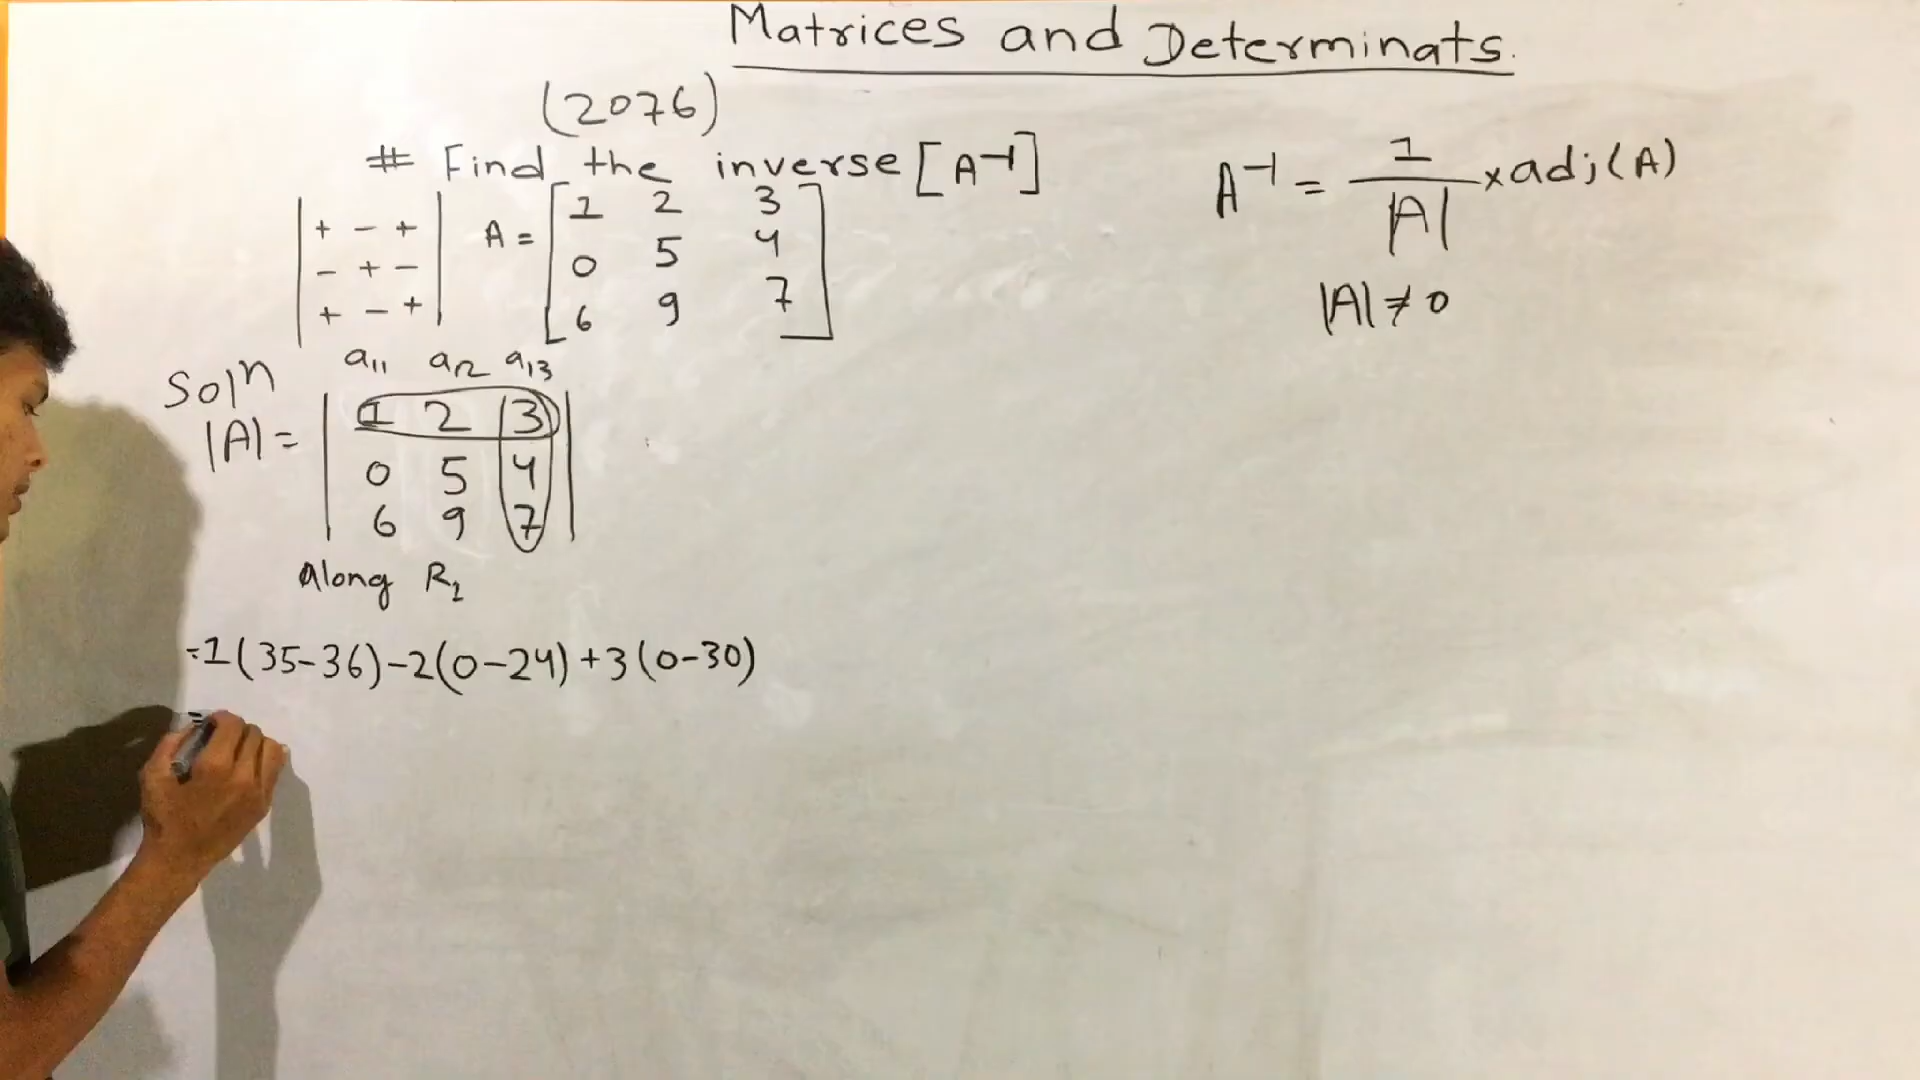 Matrices and Determinats.
(2076)
# Find the inverse [A⁻¹]
A⁻¹ = 1/|A| × adj(A)
|A| ≠ 0
+ - +
- + -
+ - +
A =
1 2 3
0 5 4
6 9 7
Solⁿ
a₁₁ a₁₂ a₁₃
|A| =
1 2 3
0 5 4
6 9 7
Along R₁
=1(35-36)-2(0-24)+3(0-30)
=